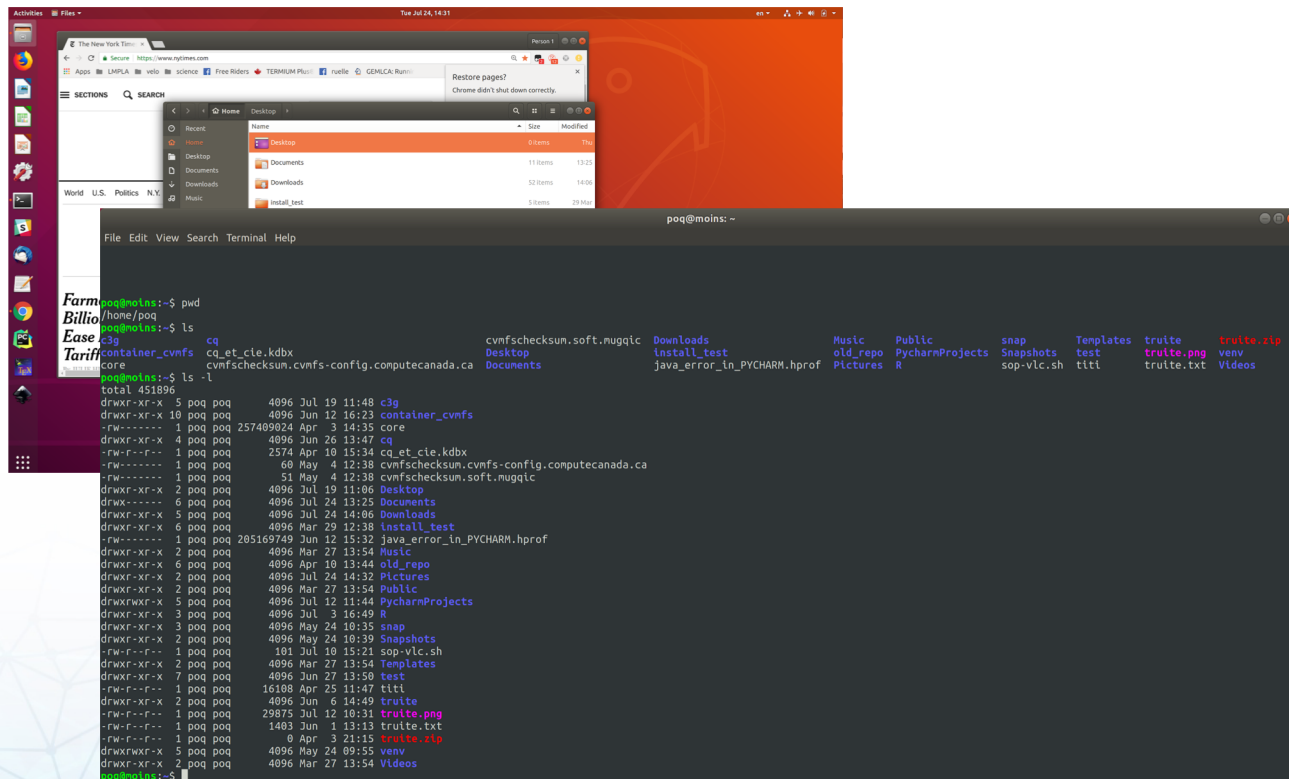 Activities Files Tue Jul 24, 14:31 en
The New York Time × Person 1
Secure https://www.nytimes.com
Apps LMPLA velo science Free Riders TERMIUM Plus® ruelle GEMLCA: Runni
Restore pages?
Chrome didn't shut down correctly.
SECTIONS SEARCH
Home Desktop
Recent Name Size Modified
Home Desktop 0 items Thu
Desktop
Documents Documents 11 items 13:25
Downloads Downloads 52 items 14:06
Music install_test 5 items 29 Mar
World U.S. Politics N.Y.
Farm
Billio
Ease
Tariff
poq@moins: ~
File Edit View Search Terminal Help
poq@moins:~$ pwd
/home/poq
poq@moins:~$ ls
c3g cq cvmfschecksum.soft.mugqic Downloads Music Public snap Templates truite truite.zip
container_cvmfs cq_et_cie.kdbx Desktop install_test old_repo PycharmProjects Snapshots test truite.png venv
core cvmfschecksum.cvmfs-config.computecanada.ca Documents java_error_in_PYCHARM.hprof Pictures R sop-vlc.sh titi truite.txt Videos
poq@moins:~$ ls -l
total 451896
drwxr-xr-x 5 poq poq 4096 Jul 19 11:48 c3g
drwxr-xr-x 10 poq poq 4096 Jun 12 16:23 container_cvmfs
-rw------- 1 poq poq 257409024 Apr 3 14:35 core
drwxr-xr-x 4 poq poq 4096 Jun 26 13:47 cq
-rw-r--r-- 1 poq poq 2574 Apr 10 15:34 cq_et_cie.kdbx
-rw------- 1 poq poq 60 May 4 12:38 cvmfschecksum.cvmfs-config.computecanada.ca
-rw------- 1 poq poq 51 May 4 12:38 cvmfschecksum.soft.mugqic
drwxr-xr-x 2 poq poq 4096 Jul 19 11:06 Desktop
drwx------ 6 poq poq 4096 Jul 24 13:25 Documents
drwxr-xr-x 5 poq poq 4096 Jul 24 14:06 Downloads
drwxr-xr-x 6 poq poq 4096 Mar 29 12:38 install_test
-rw------- 1 poq poq 205169749 Jun 12 15:32 java_error_in_PYCHARM.hprof
drwxr-xr-x 2 poq poq 4096 Mar 27 13:54 Music
drwxr-xr-x 6 poq poq 4096 Apr 10 13:44 old_repo
drwxr-xr-x 2 poq poq 4096 Jul 24 14:32 Pictures
drwxr-xr-x 2 poq poq 4096 Mar 27 13:54 Public
drwxrwxr-x 5 poq poq 4096 Jul 12 11:44 PycharmProjects
drwxr-xr-x 3 poq poq 4096 Jul 3 16:49 R
drwxr-xr-x 3 poq poq 4096 May 24 10:35 snap
drwxr-xr-x 2 poq poq 4096 May 24 10:39 Snapshots
-rw-r--r-- 1 poq poq 101 Jul 10 15:21 sop-vlc.sh
drwxr-xr-x 2 poq poq 4096 Mar 27 13:54 Templates
drwxr-xr-x 7 poq poq 4096 Jun 27 13:50 test
-rw-r--r-- 1 poq poq 16108 Apr 25 11:47 titi
drwxr-xr-x 2 poq poq 4096 Jun 6 14:49 truite
-rw-r--r-- 1 poq poq 29875 Jul 12 10:31 truite.png
-rw-r--r-- 1 poq poq 1403 Jun 1 13:13 truite.txt
-rw-r--r-- 1 poq poq 0 Apr 3 21:15 truite.zip
drwxrwxr-x 5 poq poq 4096 May 24 09:55 venv
drwxr-xr-x 2 poq poq 4096 Mar 27 13:54 Videos
poq@moins:~$